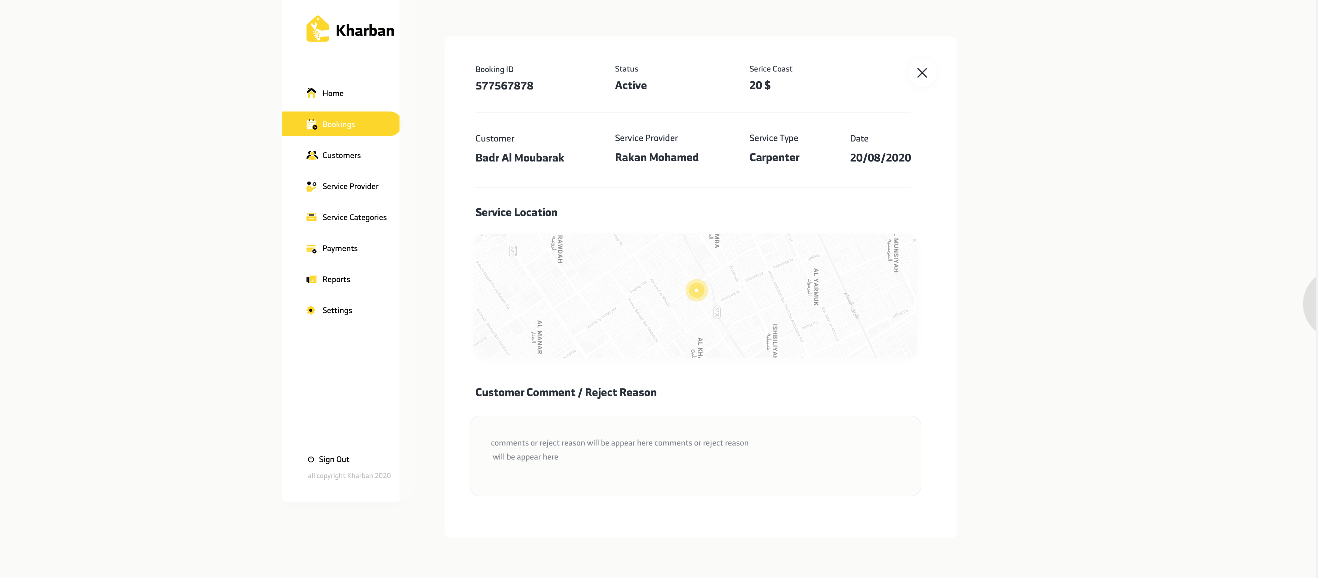 Kharban
Home
Bookings
Customers
Service Provider
Service Categories
Payments
Reports
Settings
Sign Out
all copyright Kharban 2020
Booking ID
577567878
Status
Active
Serice Coast
20 $
Customer
Badr Al Moubarak
Service Provider
Rakan Mohamed
Service Type
Carpenter
Date
20/08/2020
Service Location
RAWDAH
MRA
MUNSIYAH
AL YARMUK
AL MANAR
AL KH
ISHBILIYAH
Customer Comment / Reject Reason
comments or reject reason will be appear here comments or reject reason
will be appear here